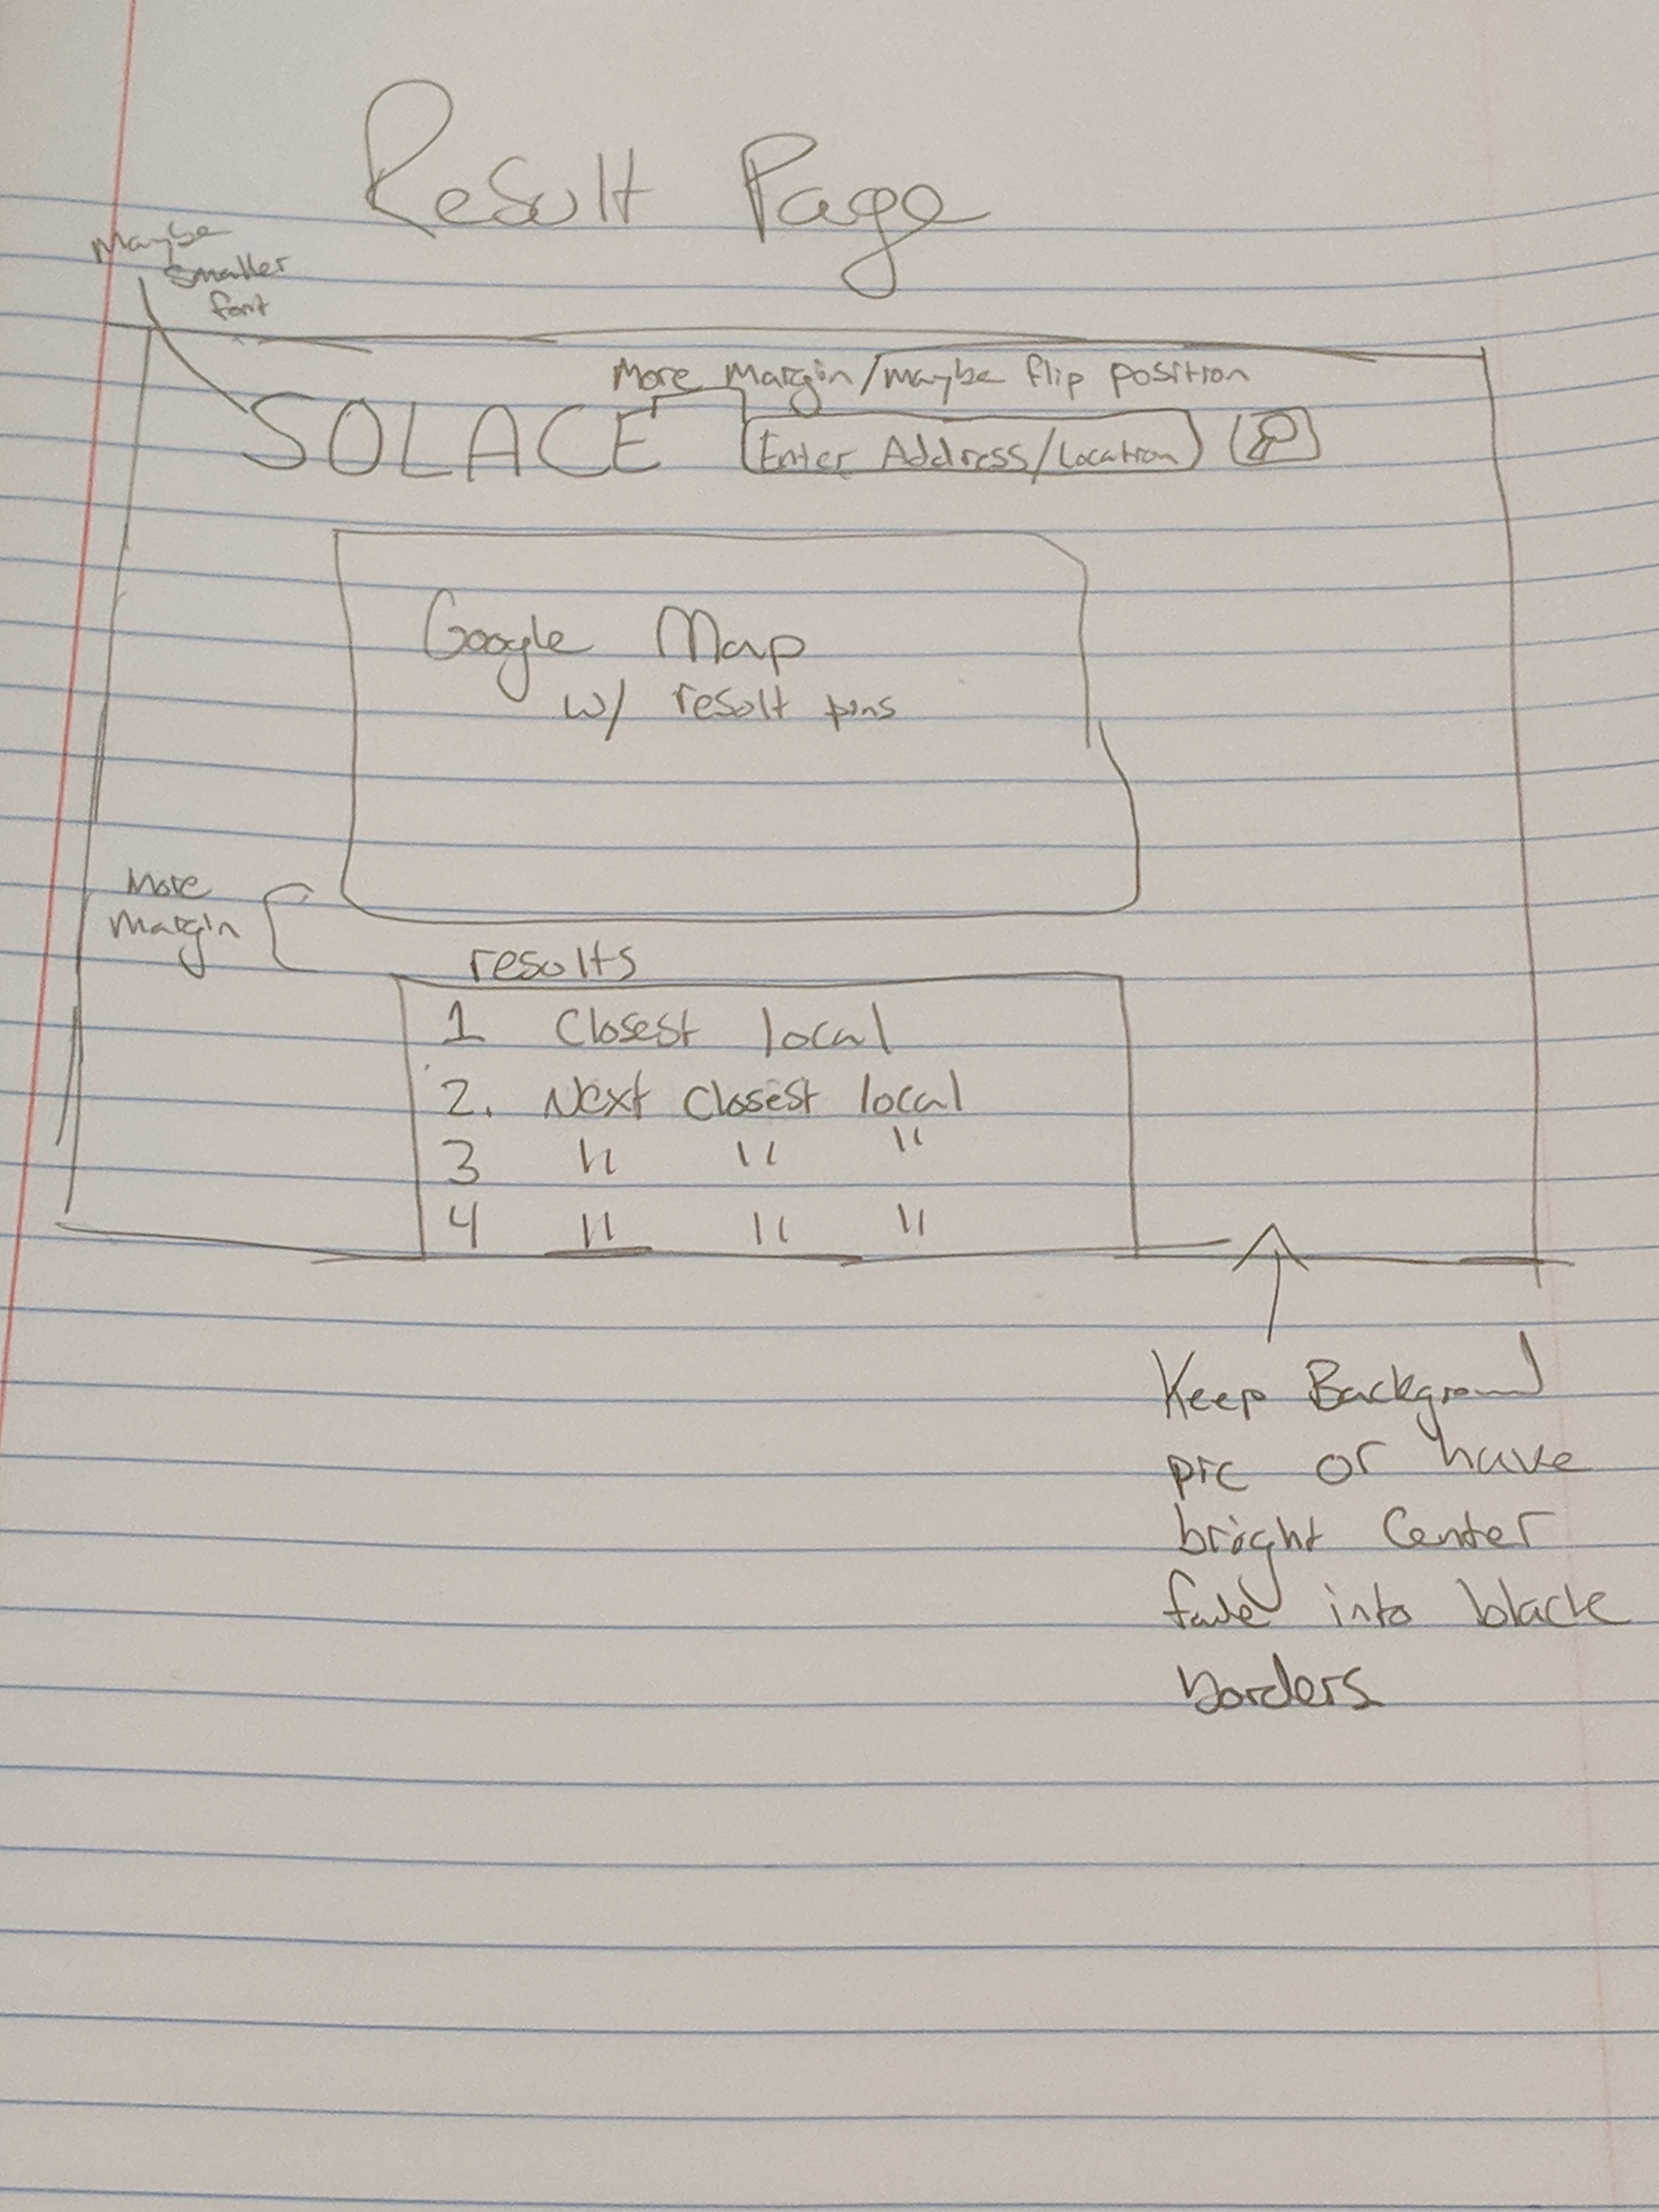 Result Page
Maybe
smaller
font
More Margin/maybe flip position
SOLACE
Enter Address/Location
Google Map
w/ result pins
More
Margin
results
1 Closest local
2. Next closest local
3 " " "
4 " " "
Keep Background
pic or have
bright Center
fade into black
borders